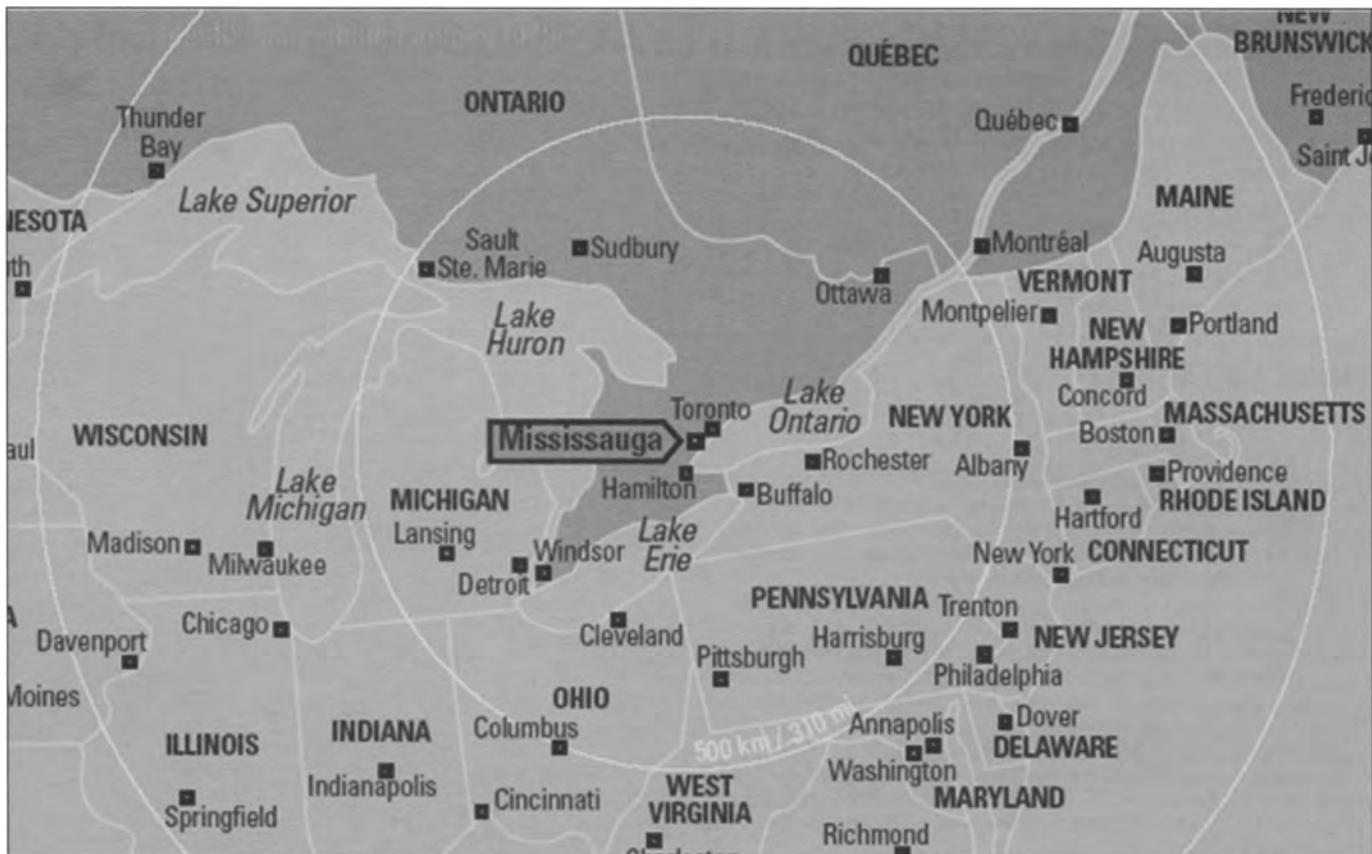 NEW
BRUNSWICK
QUÉBEC
ONTARIO
Thunder
Bay
Québec
Lake Superior
MAINE
NESOTA
Sault
Ste. Marie
Sudbury
Montréal
Augusta
Ottawa
VERMONT
Montpelier
Portland
Lake
Huron
NEW
HAMPSHIRE
Concord
Toronto
Lake
Ontario
NEW YORK
MASSACHUSETTS
WISCONSIN
Mississauga
Boston
Albany
Rochester
Providence
RHODE ISLAND
Hamilton
Buffalo
Lake
Michigan
MICHIGAN
Lansing
Hartford
Madison
Milwaukee
Windsor
Detroit
Lake
Erie
New York
CONNECTICUT
PENNSYLVANIA
Trenton
Chicago
Cleveland
Harrisburg
NEW JERSEY
Davenport
Pittsburgh
Philadelphia
Moines
OHIO
Columbus
500 km / 310 mi
Annapolis
Dover
DELAWARE
ILLINOIS
INDIANA
Washington
Indianapolis
WEST
VIRGINIA
MARYLAND
Springfield
Cincinnati
Richmond